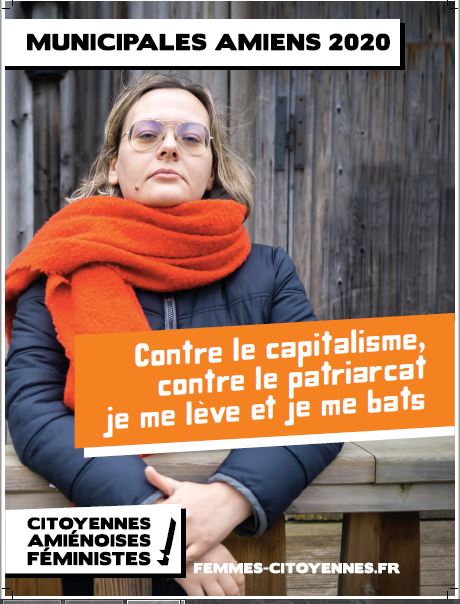 MUNICIPALES AMIENS 2020
Contre le capitalisme,
contre le patriarcat
je me lève et je me bats
CITOYENNES
AMIÉNOISES
FÉMINISTES
FEMMES-CITOYENNES.FR